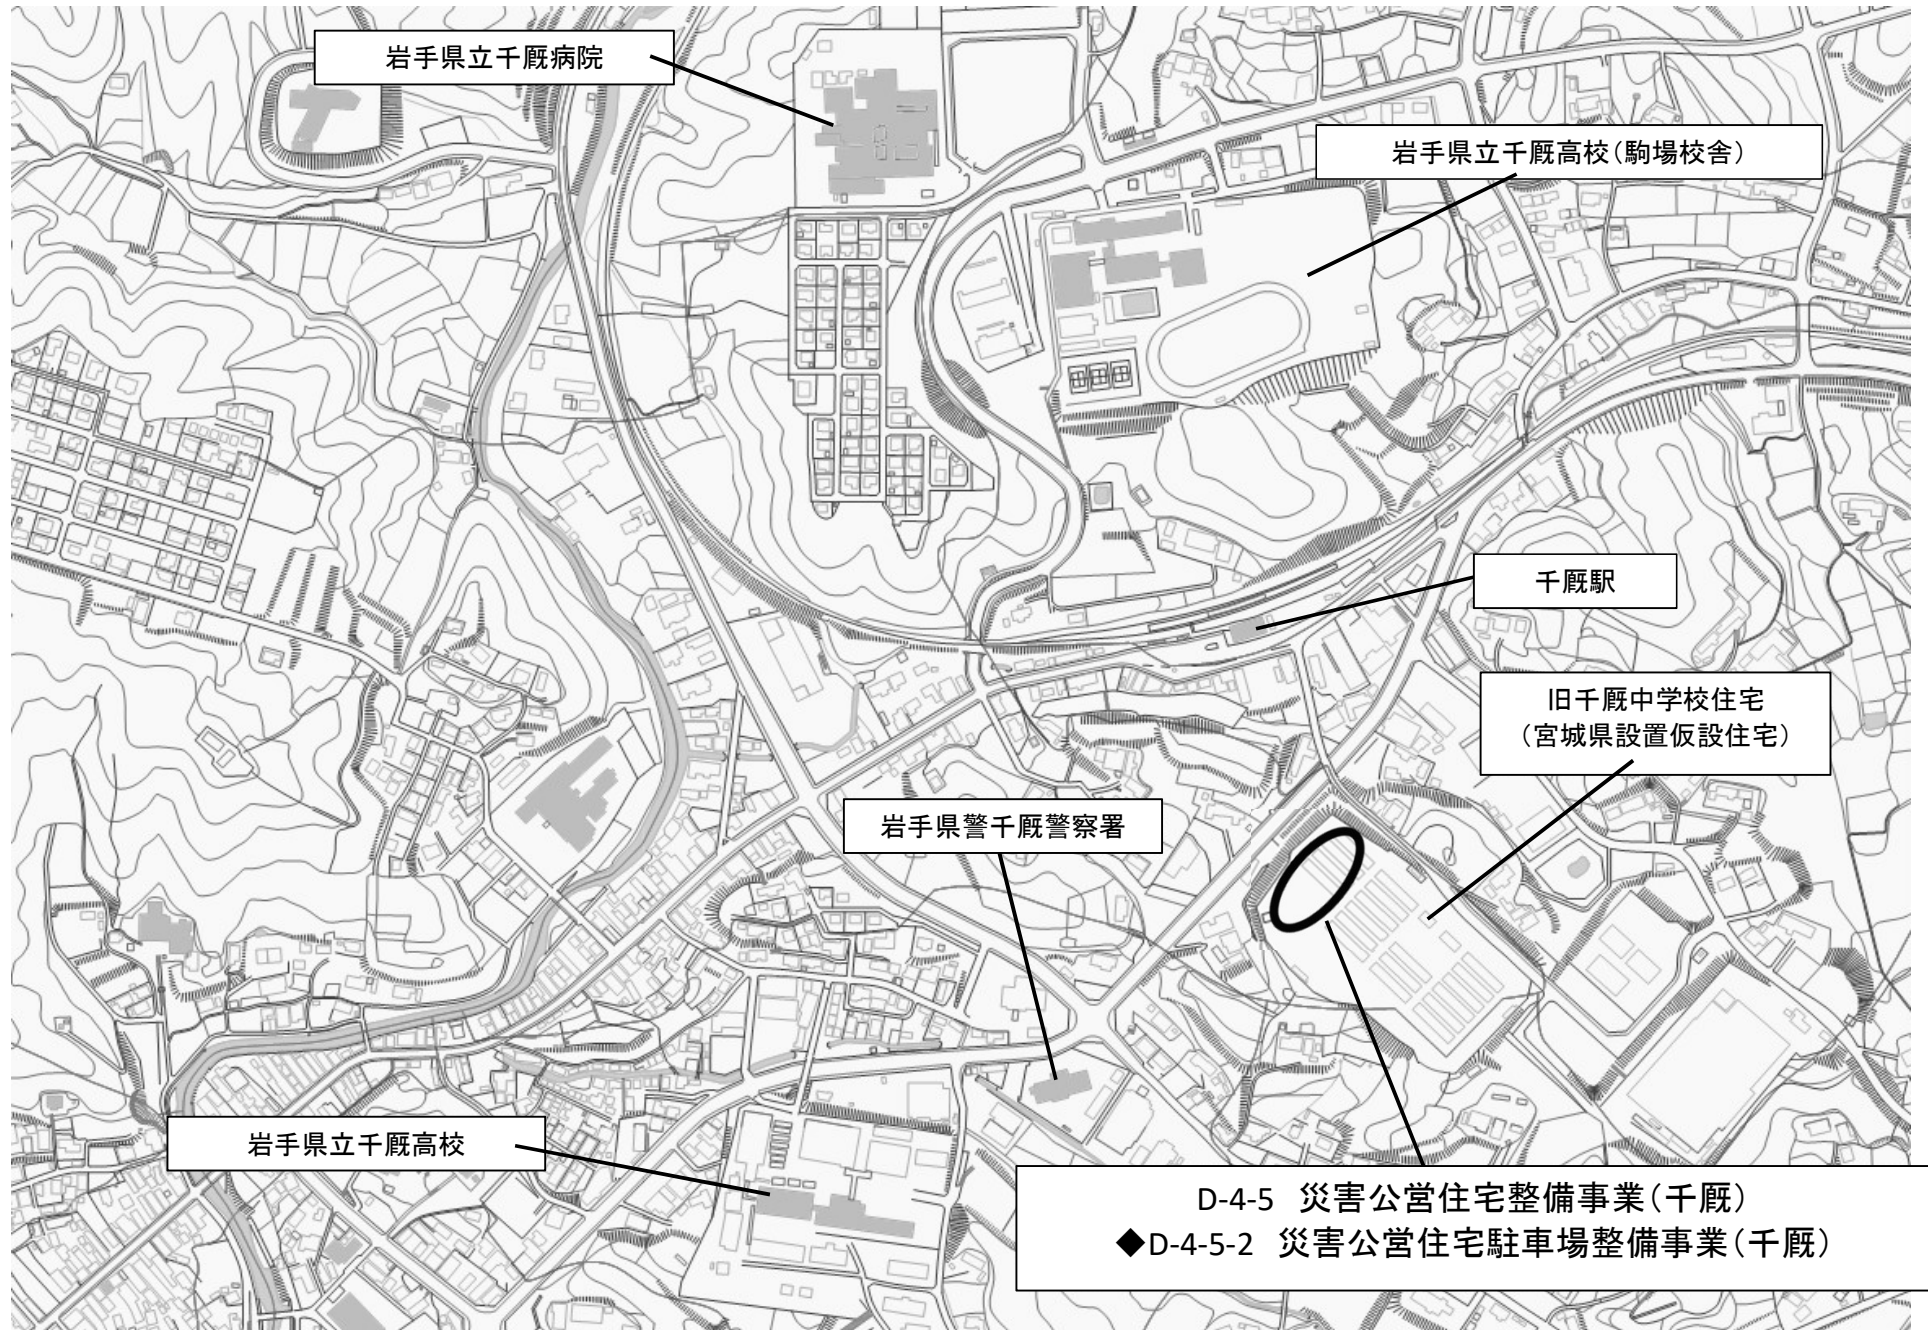 岩手県立千厩病院
岩手県立千厩高校（駒場校舎）
千厩駅
旧千厩中学校住宅
（宮城県設置仮設住宅）
岩手県警千厩警察署
岩手県立千厩高校
D-4-5 災害公営住宅整備事業（千厩）
◆D-4-5-2 災害公営住宅駐車場整備事業（千厩）